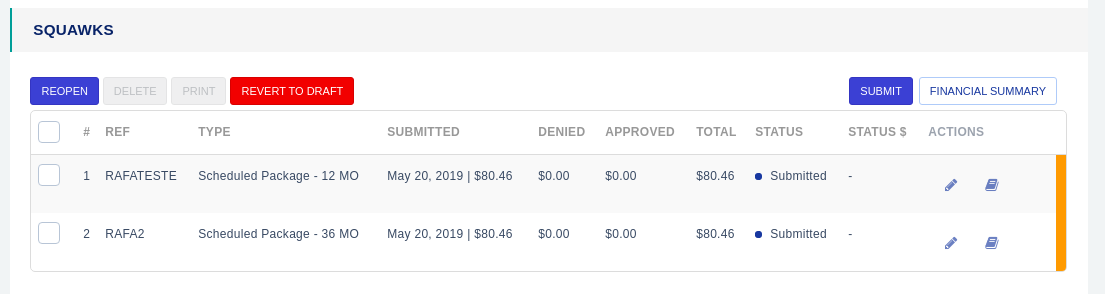 SQUAWKS
REOPEN DELETE PRINT REVERT TO DRAFT SUBMIT FINANCIAL SUMMARY
# REF TYPE SUBMITTED DENIED APPROVED TOTAL STATUS STATUS $ ACTIONS
1 RAFATESTE Scheduled Package - 12 MO May 20, 2019 | $80.46 $0.00 $0.00 $80.46 Submitted -
2 RAFA2 Scheduled Package - 36 MO May 20, 2019 | $80.46 $0.00 $0.00 $80.46 Submitted -